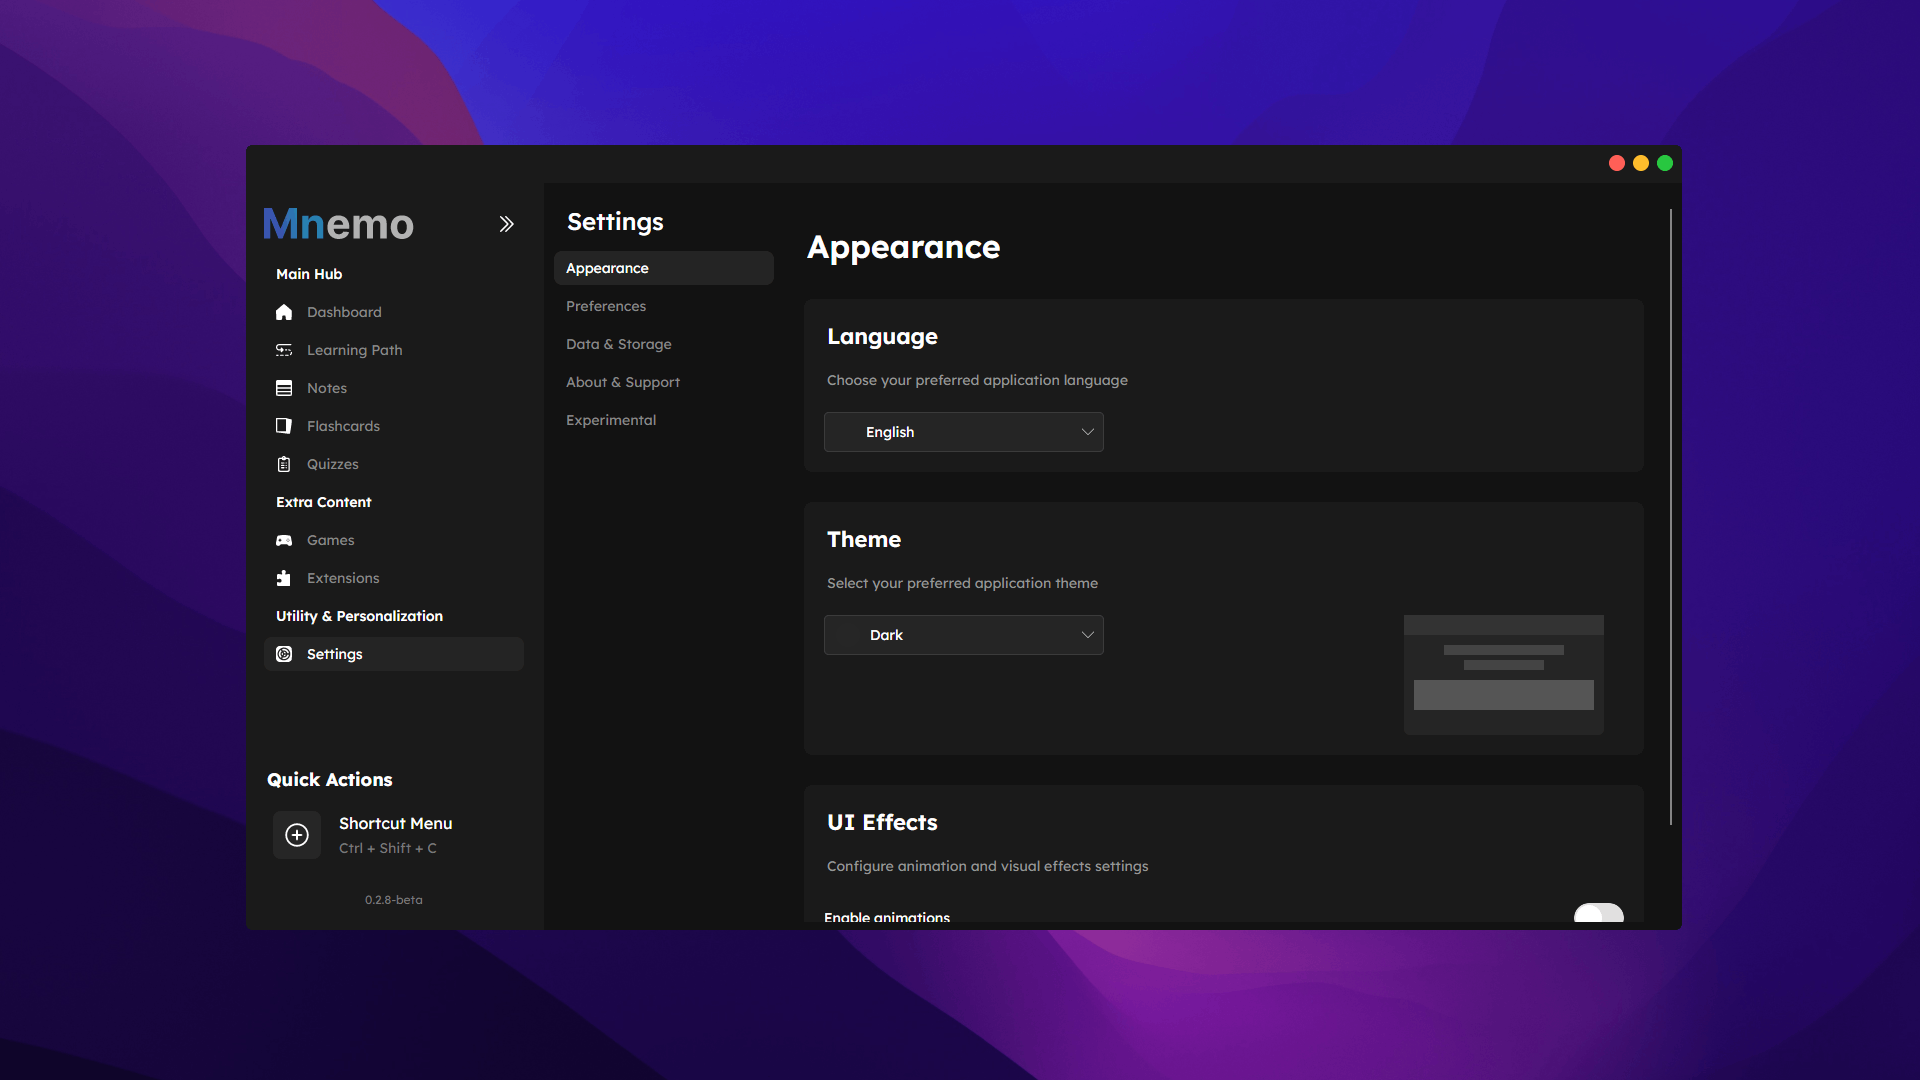 Mnemo
Main Hub
Dashboard
Learning Path
Notes
Flashcards
Quizzes
Extra Content
Games
Extensions
Utility & Personalization
Settings
Quick Actions
Shortcut Menu
Ctrl + Shift + C
0.2.8-beta
Settings
Appearance
Preferences
Data & Storage
About & Support
Experimental
Appearance
Language
Choose your preferred application language
English
Theme
Select your preferred application theme
Dark
UI Effects
Configure animation and visual effects settings
Enable animations